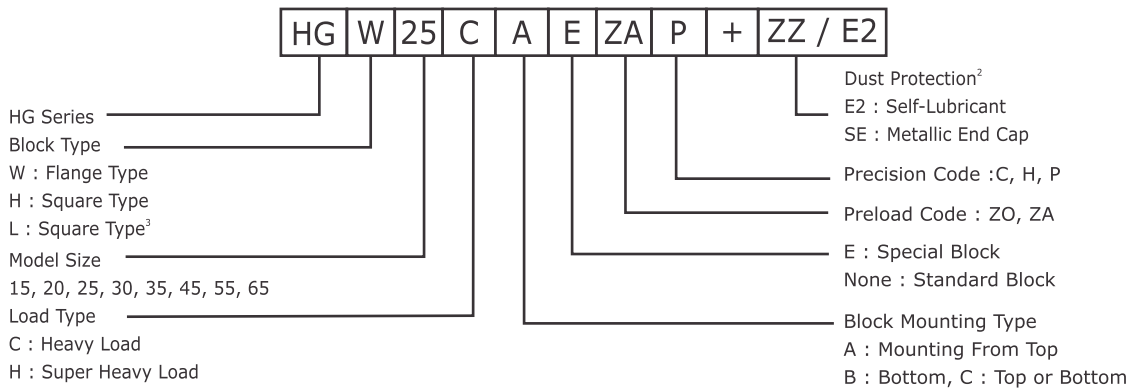 HG W 25 C A E ZA P + ZZ / E2
HG Series
Block Type
W : Flange Type
H : Square Type
L : Square Type³
Model Size
15, 20, 25, 30, 35, 45, 55, 65
Load Type
C : Heavy Load
H : Super Heavy Load
Dust Protection²
E2 : Self-Lubricant
SE : Metallic End Cap
Precision Code :C, H, P
Preload Code : ZO, ZA
E : Special Block
None : Standard Block
Block Mounting Type
A : Mounting From Top
B : Bottom, C : Top or Bottom